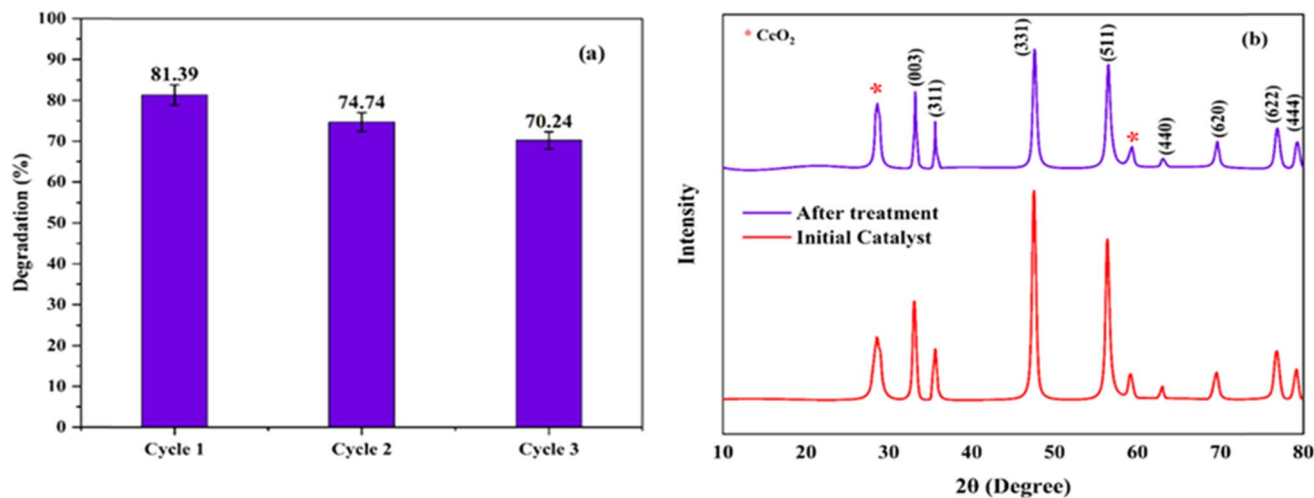 100
90
80
70
60
50
40
30
20
10
0
Degradation (%)
(a)
81.39
74.74
70.24
Cycle 1 Cycle 2 Cycle 3
* CeO₂
(b)
*
(003)
(311)
(331)
(511)
*
(440)
(620)
(622)
(444)
After treatment
Initial Catalyst
Intensity
10 20 30 40 50 60 70 80
2θ (Degree)